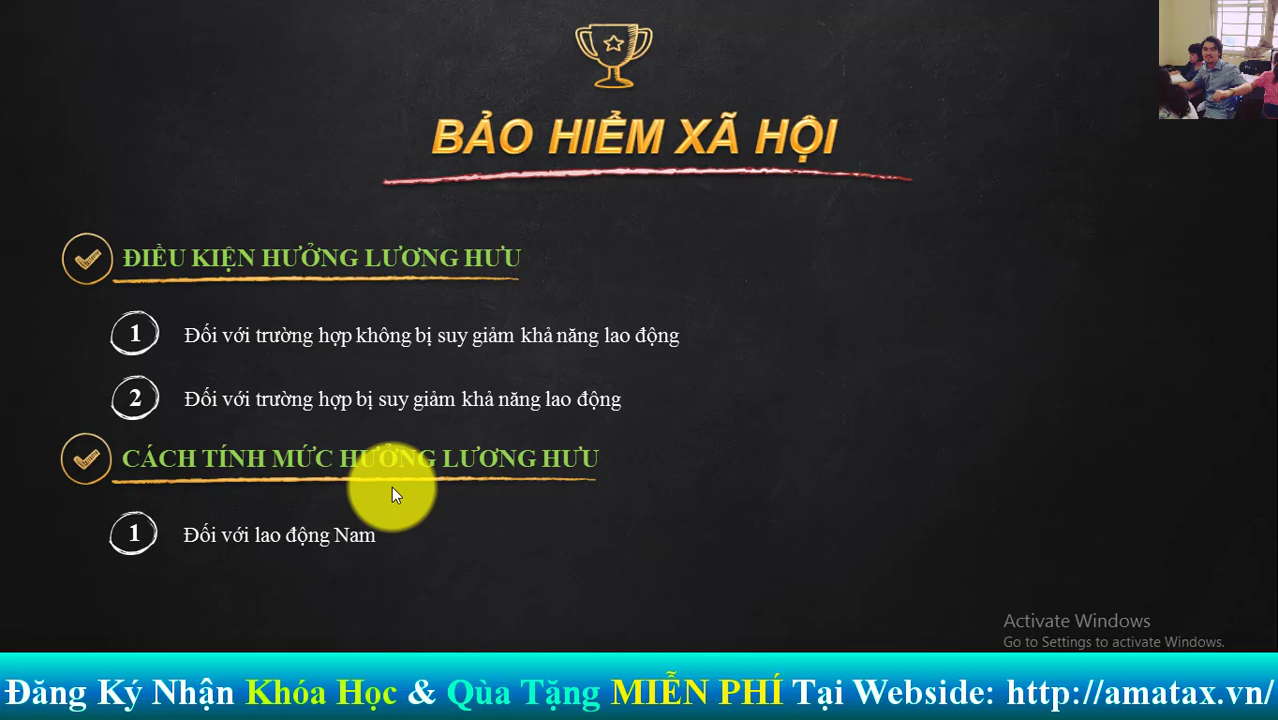 BẢO HIỂM XÃ HỘI
ĐIỀU KIỆN HƯỞNG LƯƠNG HƯU
1 Đối với trường hợp không bị suy giảm khả năng lao động
2 Đối với trường hợp bị suy giảm khả năng lao động
CÁCH TÍNH MỨC HƯỞNG LƯƠNG HƯU
1 Đối với lao động Nam
Activate Windows
Go to Settings to activate Windows.
Đăng Ký Nhận Khóa Học & Qùa Tặng MIỄN PHÍ Tại Webside: http://amatax.vn/